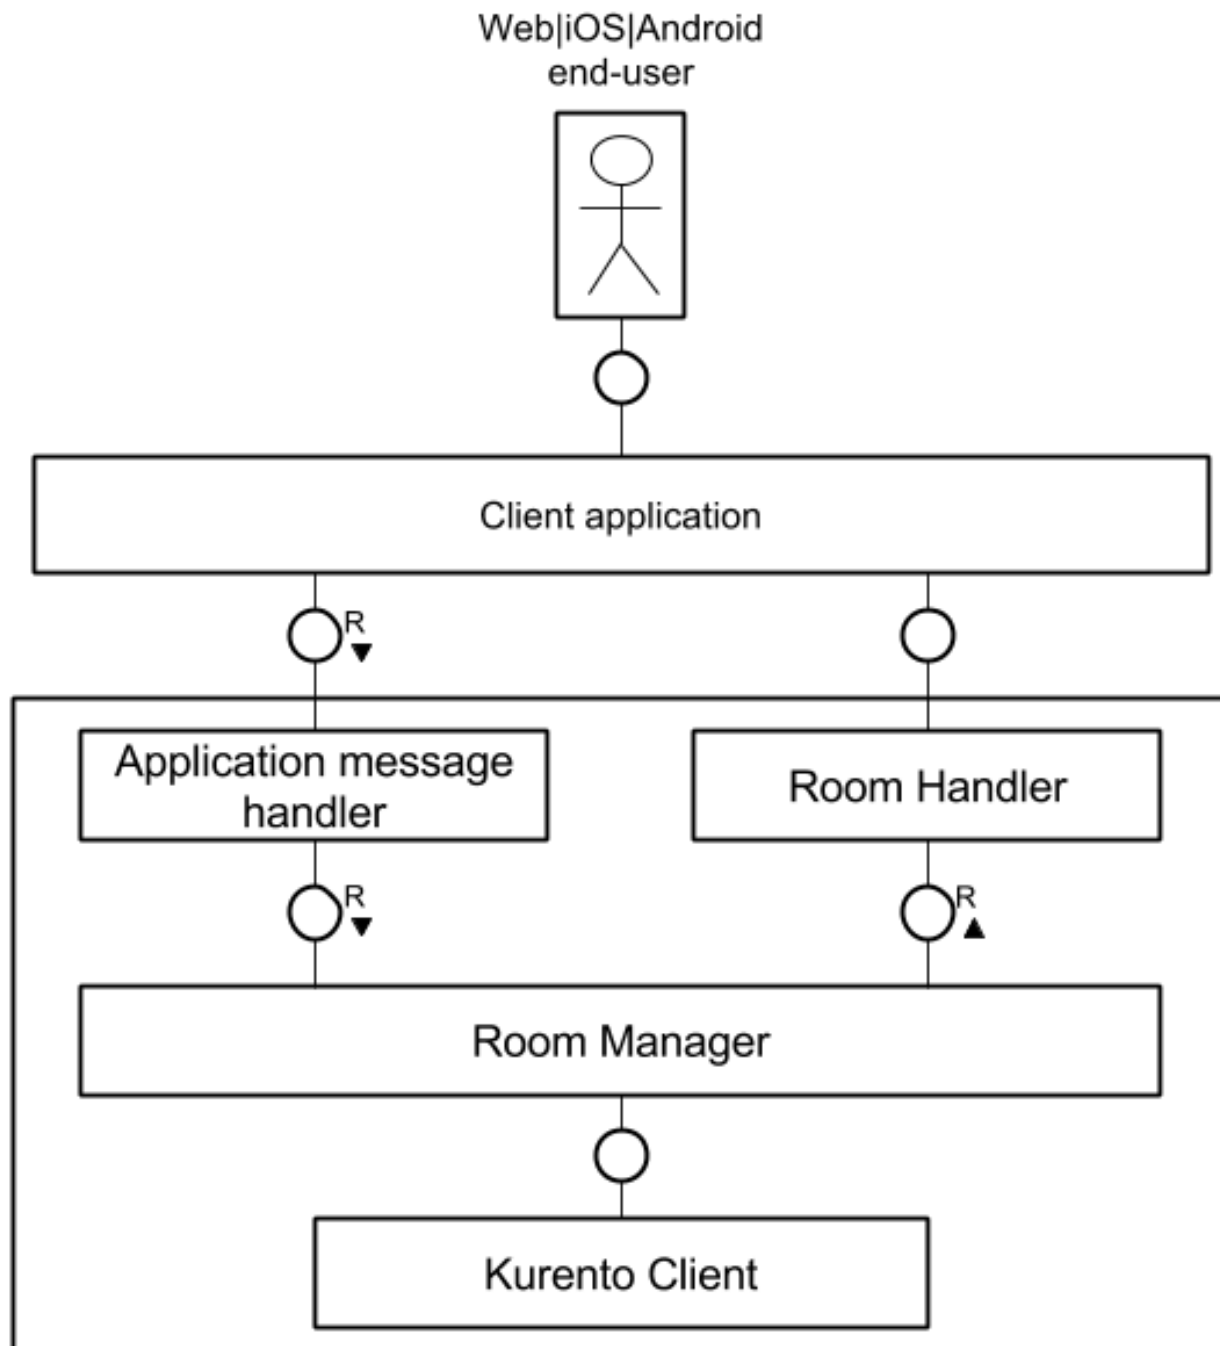 Web|iOS|Android
end-user
Client application
R
Application message
handler
Room Handler
R
R
Room Manager
Kurento Client